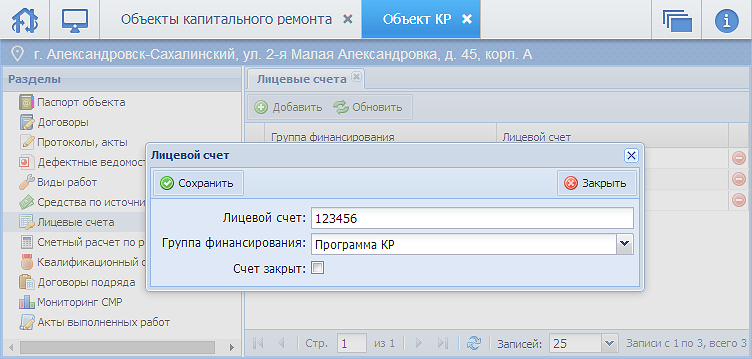 Объекты капитального ремонта
Объект КР
г. Александровск-Сахалинский, ул. 2-я Малая Александровка, д. 45, корп. А
Разделы
Паспорт объекта
Договоры
Протоколы, акты
Дефектные ведомост
Виды работ
Средства по источни
Лицевые счета
Сметный расчет по р
Квалификационный
Договоры подряда
Мониторинг СМР
Акты выполненных работ
Лицевые счета
Добавить
Обновить
Группа финансирования
Лицевой счет
Лицевой счет
Сохранить
Закрыть
Лицевой счет: 123456
Группа финансирования: Программа КР
Счет закрыт:
Стр. 1 из 1
Записей: 25
Записи с 1 по 3, всего 3